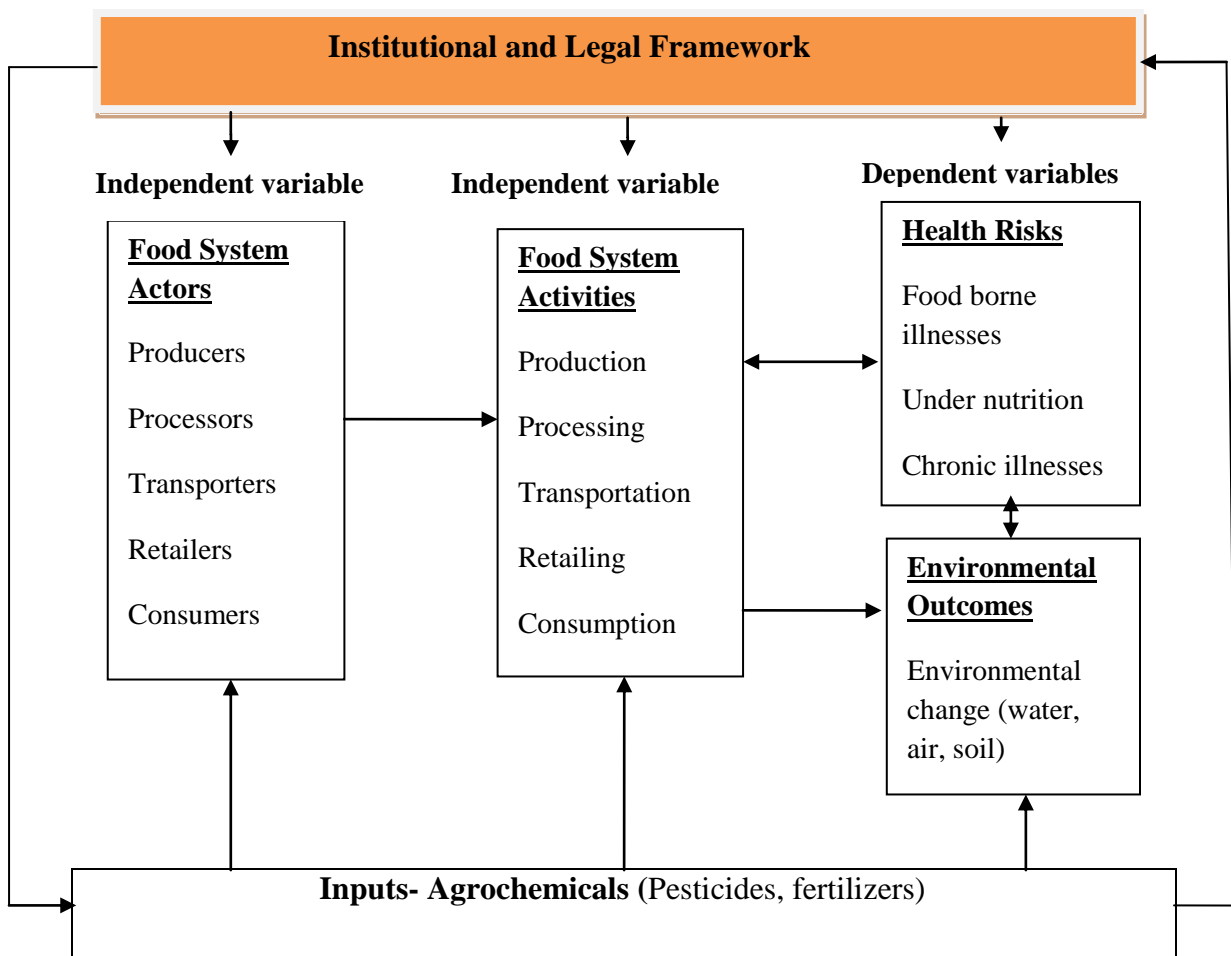 Institutional and Legal Framework
Independent variable
Independent variable
Dependent variables
Food System
Actors
Producers
Processors
Transporters
Retailers
Consumers
Food System
Activities
Production
Processing
Transportation
Retailing
Consumption
Health Risks
Food borne
illnesses
Under nutrition
Chronic illnesses
Environmental
Outcomes
Environmental
change (water,
air, soil)
Inputs- Agrochemicals (Pesticides, fertilizers)